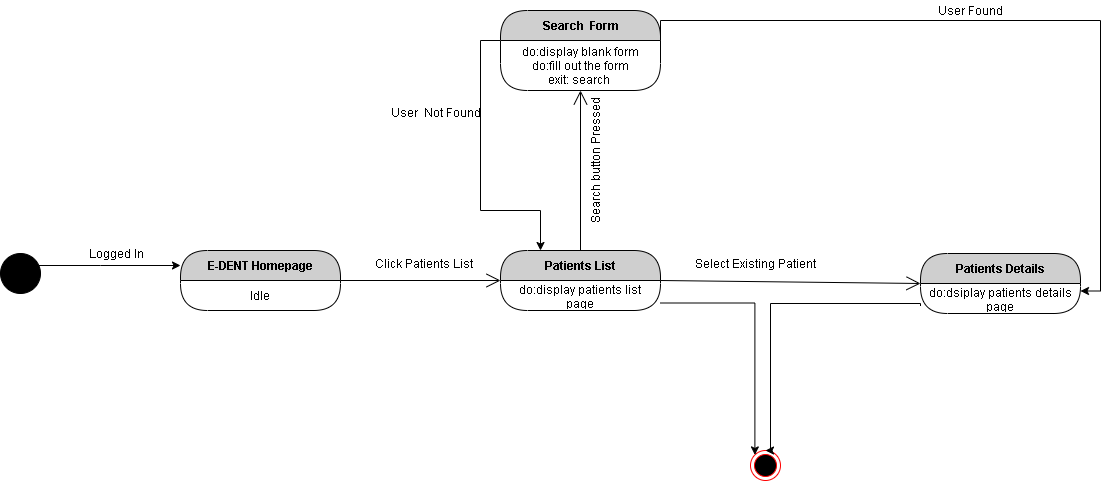 User Found
Search Form
do:display blank form
do:fill out the form
exit: search
User Not Found
Search button Pressed
Logged In
E-DENT Homepage
Idle
Click Patients List
Patients List
do:display patients list
page
Select Existing Patient
Patients Details
do:dsiplay patients details
page